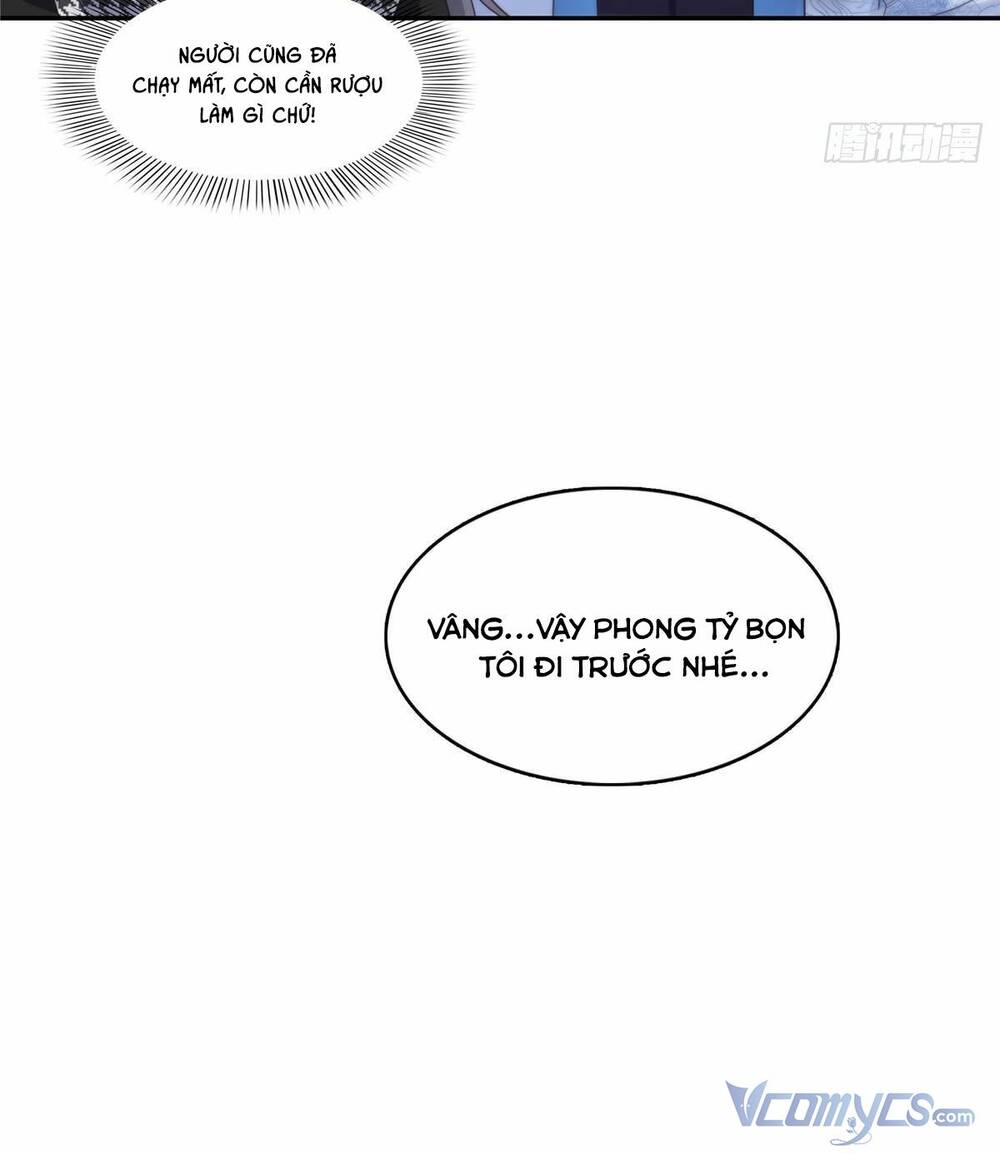 NGƯỜI CŨNG ĐÃ
CHẠY MẤT, CÒN CẦN RƯỢU
LÀM GÌ CHỨ!
腾讯动漫
VÂNG...VẬY PHONG TỶ BỌN
TÔI ĐI TRƯỚC NHÉ...
VCOMYCS.com